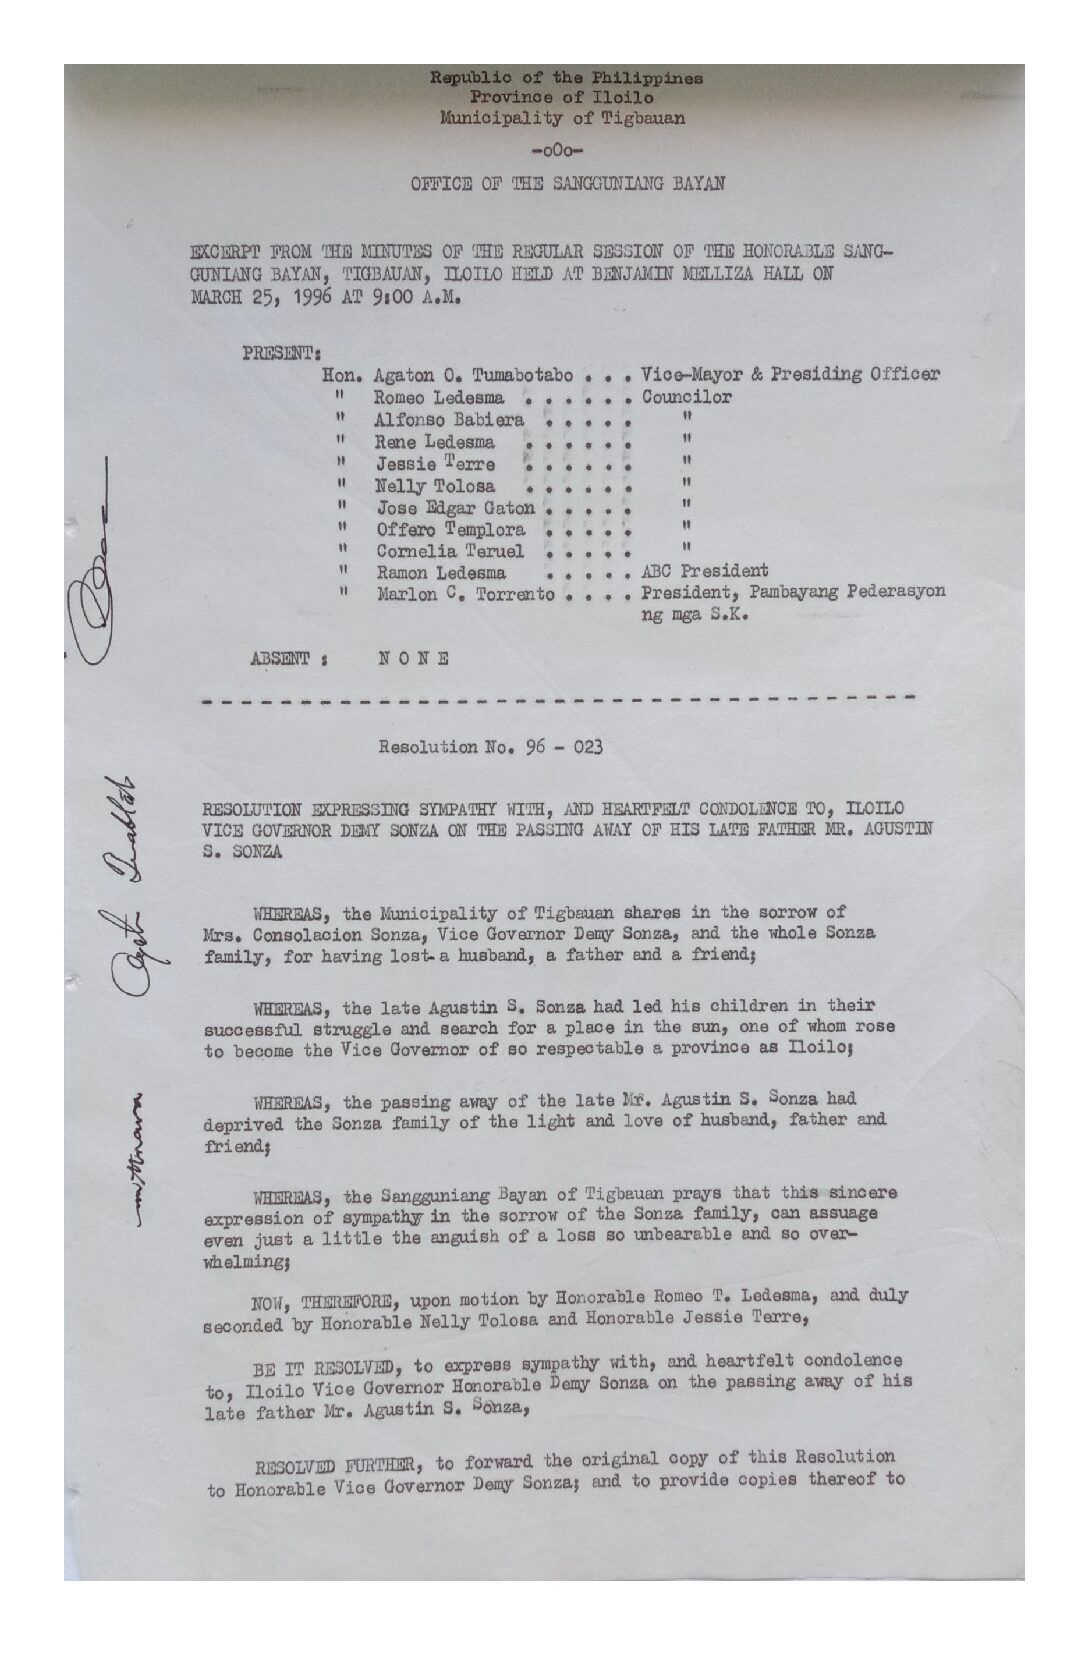 Republic of the Philippines
Province of Iloilo
Municipality of Tigbauan
-oOo-
OFFICE OF THE SANGGUNIANG BAYAN
EXCERPT FROM THE MINUTES OF THE REGULAR SESSION OF THE HONORABLE SANG-
GUNIANG BAYAN, TIGBAUAN, ILOILO HELD AT BENJAMIN MELLIZA HALL ON
MARCH 25, 1996 AT 9:00 A.M.
PRESENT:
Hon. Agaton O. Tumabotabo . . . Vice-Mayor & Presiding Officer
" Romeo Ledesma . . . . . . Councilor
" Alfonso Babiera . . . . . "
" Rene Ledesma . . . . . . "
" Jessie Terre . . . . . . "
" Nelly Tolosa . . . . . . "
" Jose Edgar Gaton . . . . . "
" Offero Templora . . . . . "
" Cornelia Teruel . . . . . "
" Ramon Ledesma . . . . . ABC President
" Marlon C. Torrento . . . . President, Pambayang Pederasyon
ng mga S.K.
ABSENT : N O N E
- - - - - - - - - - - - - - - - - - - - - - - - - - - - - - - - - - - -
Resolution No. 96 - 023
RESOLUTION EXPRESSING SYMPATHY WITH, AND HEARTFELT CONDOLENCE TO, ILOILO
VICE GOVERNOR DEMY SONZA ON THE PASSING AWAY OF HIS LATE FATHER MR. AGUSTIN
S. SONZA
WHEREAS, the Municipality of Tigbauan shares in the sorrow of
Mrs. Consolacion Sonza, Vice Governor Demy Sonza, and the whole Sonza
family, for having lost-a husband, a father and a friend;
WHEREAS, the late Agustin S. Sonza had led his children in their
successful struggle and search for a place in the sun, one of whom rose
to become the Vice Governor of so respectable a province as Iloilo;
WHEREAS, the passing away of the late Mr. Agustin S. Sonza had
deprived the Sonza family of the light and love of husband, father and
friend;
WHEREAS, the Sangguniang Bayan of Tigbauan prays that this sincere
expression of sympathy in the sorrow of the Sonza family, can assuage
even just a little the anguish of a loss so unbearable and so over-
whelming;
NOW, THEREFORE, upon motion by Honorable Romeo T. Ledesma, and duly
seconded by Honorable Nelly Tolosa and Honorable Jessie Terre,
BE IT RESOLVED, to express sympathy with, and heartfelt condolence
to, Iloilo Vice Governor Honorable Demy Sonza on the passing away of his
late father Mr. Agustin S. Sonza,
RESOLVED FURTHER, to forward the original copy of this Resolution
to Honorable Vice Governor Demy Sonza; and to provide copies thereof to